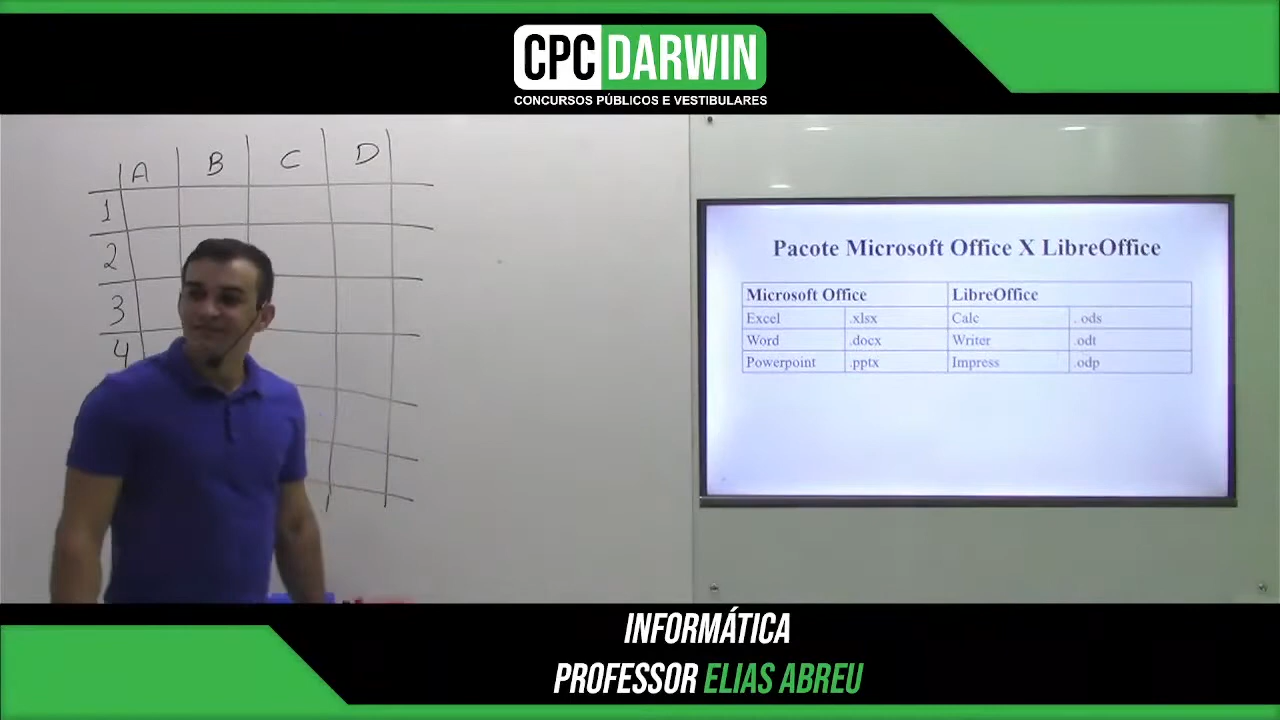 CPC DARWIN
CONCURSOS PÚBLICOS E VESTIBULARES
A B C D
1
2
3
4
Pacote Microsoft Office X LibreOffice
Microsoft Office LibreOffice
Excel .xlsx Calc . ods
Word .docx Writer .odt
Powerpoint .pptx Impress .odp
INFORMÁTICA
PROFESSOR ELIAS ABREU